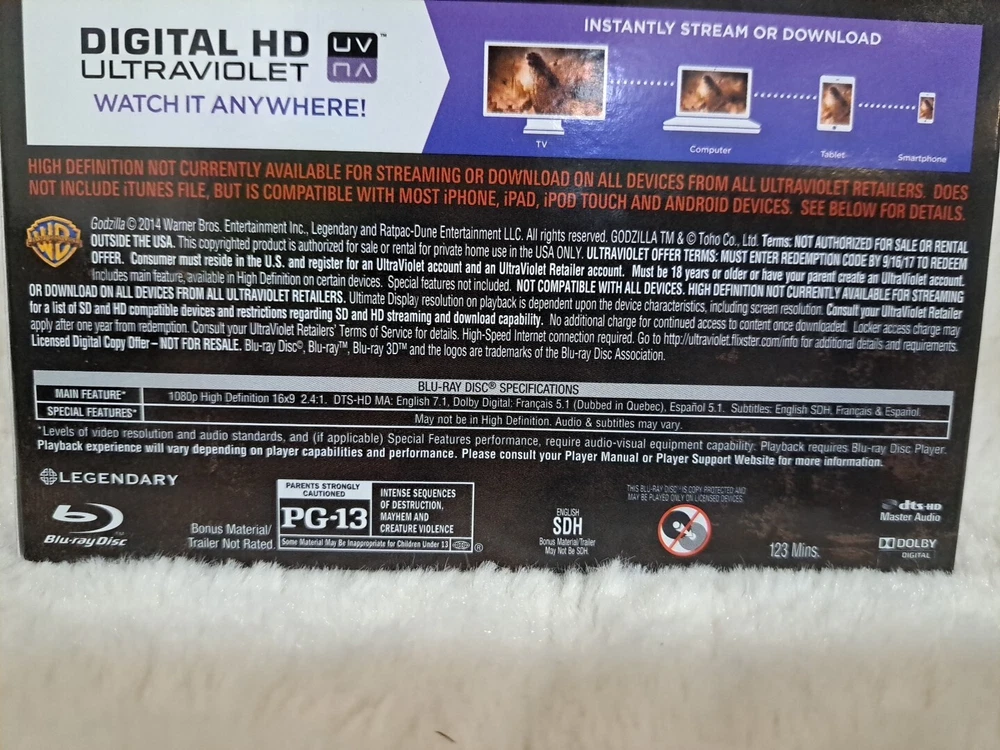 DIGITAL HD
ULTRAVIOLET
UV
UV
™
WATCH IT ANYWHERE!
INSTANTLY STREAM OR DOWNLOAD
TV
Computer
Tablet
Smartphone
HIGH DEFINITION NOT CURRENTLY AVAILABLE FOR STREAMING OR DOWNLOAD ON ALL DEVICES FROM ALL ULTRAVIOLET RETAILERS. DOES
NOT INCLUDE iTUNES FILE, BUT IS COMPATIBLE WITH MOST iPHONE, iPAD, iPOD TOUCH AND ANDROID DEVICES. SEE BELOW FOR DETAILS.
WB
Godzilla © 2014 Warner Bros. Entertainment Inc., Legendary and Ratpac-Dune Entertainment LLC. All rights reserved. GODZILLA TM & © Toho Co., Ltd. Terms: NOT AUTHORIZED FOR SALE OR RENTAL
OUTSIDE THE USA. This copyrighted product is authorized for sale or rental for private home use in the USA ONLY. ULTRAVIOLET OFFER TERMS: MUST ENTER REDEMPTION CODE BY 9/16/17 TO REDEEM
OFFER. Consumer must reside in the U.S. and register for an UltraViolet account and an UltraViolet Retailer account. Must be 18 years or older or have your parent create an UltraViolet account.
Includes main feature, available in High Definition on certain devices. Special features not included. NOT COMPATIBLE WITH ALL DEVICES. HIGH DEFINITION NOT CURRENTLY AVAILABLE FOR STREAMING
OR DOWNLOAD ON ALL DEVICES FROM ALL ULTRAVIOLET RETAILERS. Ultimate Display resolution on playback is dependent upon the device characteristics, including screen resolution. Consult your UltraViolet Retailer
for a list of SD and HD compatible devices and restrictions regarding SD and HD streaming and download capability. No additional charge for continued access to content once downloaded. Locker access charge may
apply after one year from redemption. Consult your UltraViolet Retailers' Terms of Service for details. High-Speed Internet connection required. Go to http://ultraviolet.flixster.com/info for additional details and requirements.
Licensed Digital Copy Offer – NOT FOR RESALE. Blu-ray Disc©, Blu-ray™, Blu-ray 3D™ and the logos are trademarks of the Blu-ray Disc Association.
BLU-RAY DISC® SPECIFICATIONS
MAIN FEATURE* 1080p High Definition 16x9 2.4:1. DTS-HD MA: English 7.1, Dolby Digital: Français 5.1 (Dubbed in Quebec), Español 5.1. Subtitles: English SDH, Français & Español.
SPECIAL FEATURES* May not be in High Definition. Audio & subtitles may vary.
*Levels of video resolution and audio standards, and (if applicable) Special Features performance, require audio-visual equipment capability. Playback requires Blu-ray Disc Player.
Playback experience will vary depending on player capabilities and performance. Please consult your Player Manual or Player Support Website for more information.
LEGENDARY
Blu-ray Disc
Bonus Material/
Trailer Not Rated.
PARENTS STRONGLY
CAUTIONED
PG-13
INTENSE SEQUENCES
OF DESTRUCTION,
MAYHEM AND
CREATURE VIOLENCE
Some Material May Be Inappropriate for Children Under 13
®
ENGLISH
SDH
Bonus Material/Trailer
May Not Be SDH
THIS BLU-RAY DISC™ IS COPY PROTECTED AND
MAY BE PLAYED ONLY ON LICENSED DEVICES.
123 Mins.
dts-HD
Master Audio
DOLBY
DIGITAL